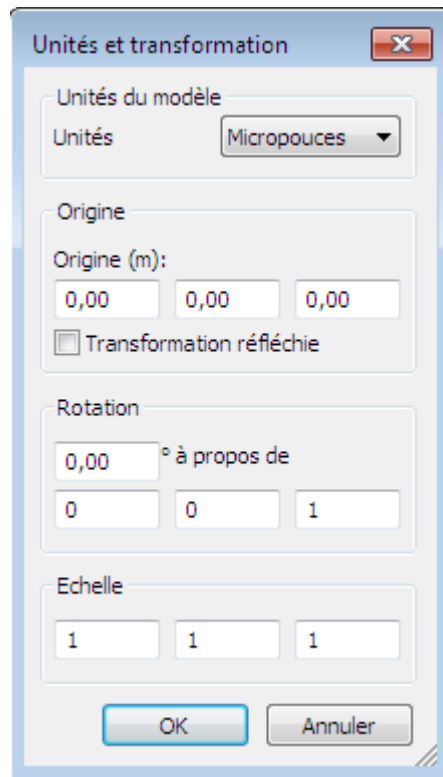 Unités et transformation
Unités du modèle
Unités Micropouces
Origine
Origine (m):
0,00 0,00 0,00
Transformation réfléchie
Rotation
0,00 ° à propos de
0 0 1
Echelle
1 1 1
OK Annuler